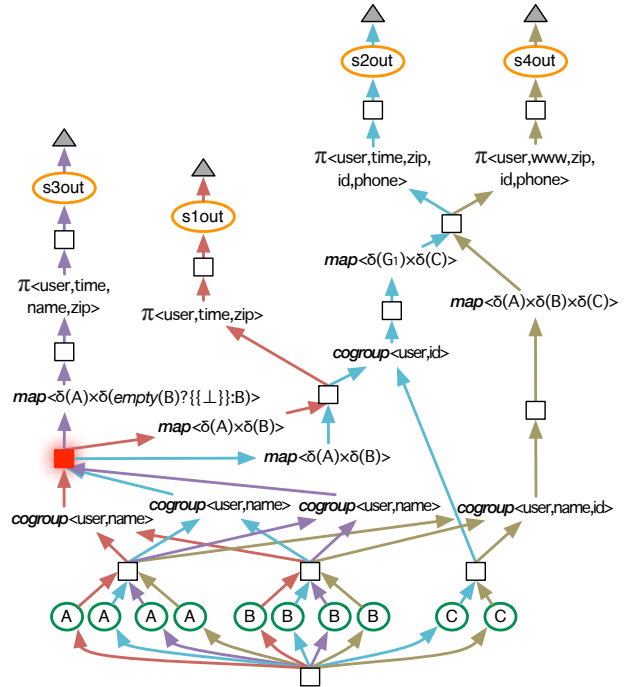 s2out
s4out
π<user,time,zip,
id,phone>
π<user,www,zip,
id,phone>
s3out
s1out
map<δ(G₁)×δ(C)>
π<user,time,
name,zip>
π<user,time,zip>
map<δ(A)×δ(B)×δ(C)>
cogroup<user,id>
map<δ(A)×δ(empty(B)?{{⊥}}:B)>
map<δ(A)×δ(B)>
map<δ(A)×δ(B)>
cogroup<user,name>
cogroup<user,name>
cogroup<user,name>
cogroup<user,name,id>
A A A A B B B B C C